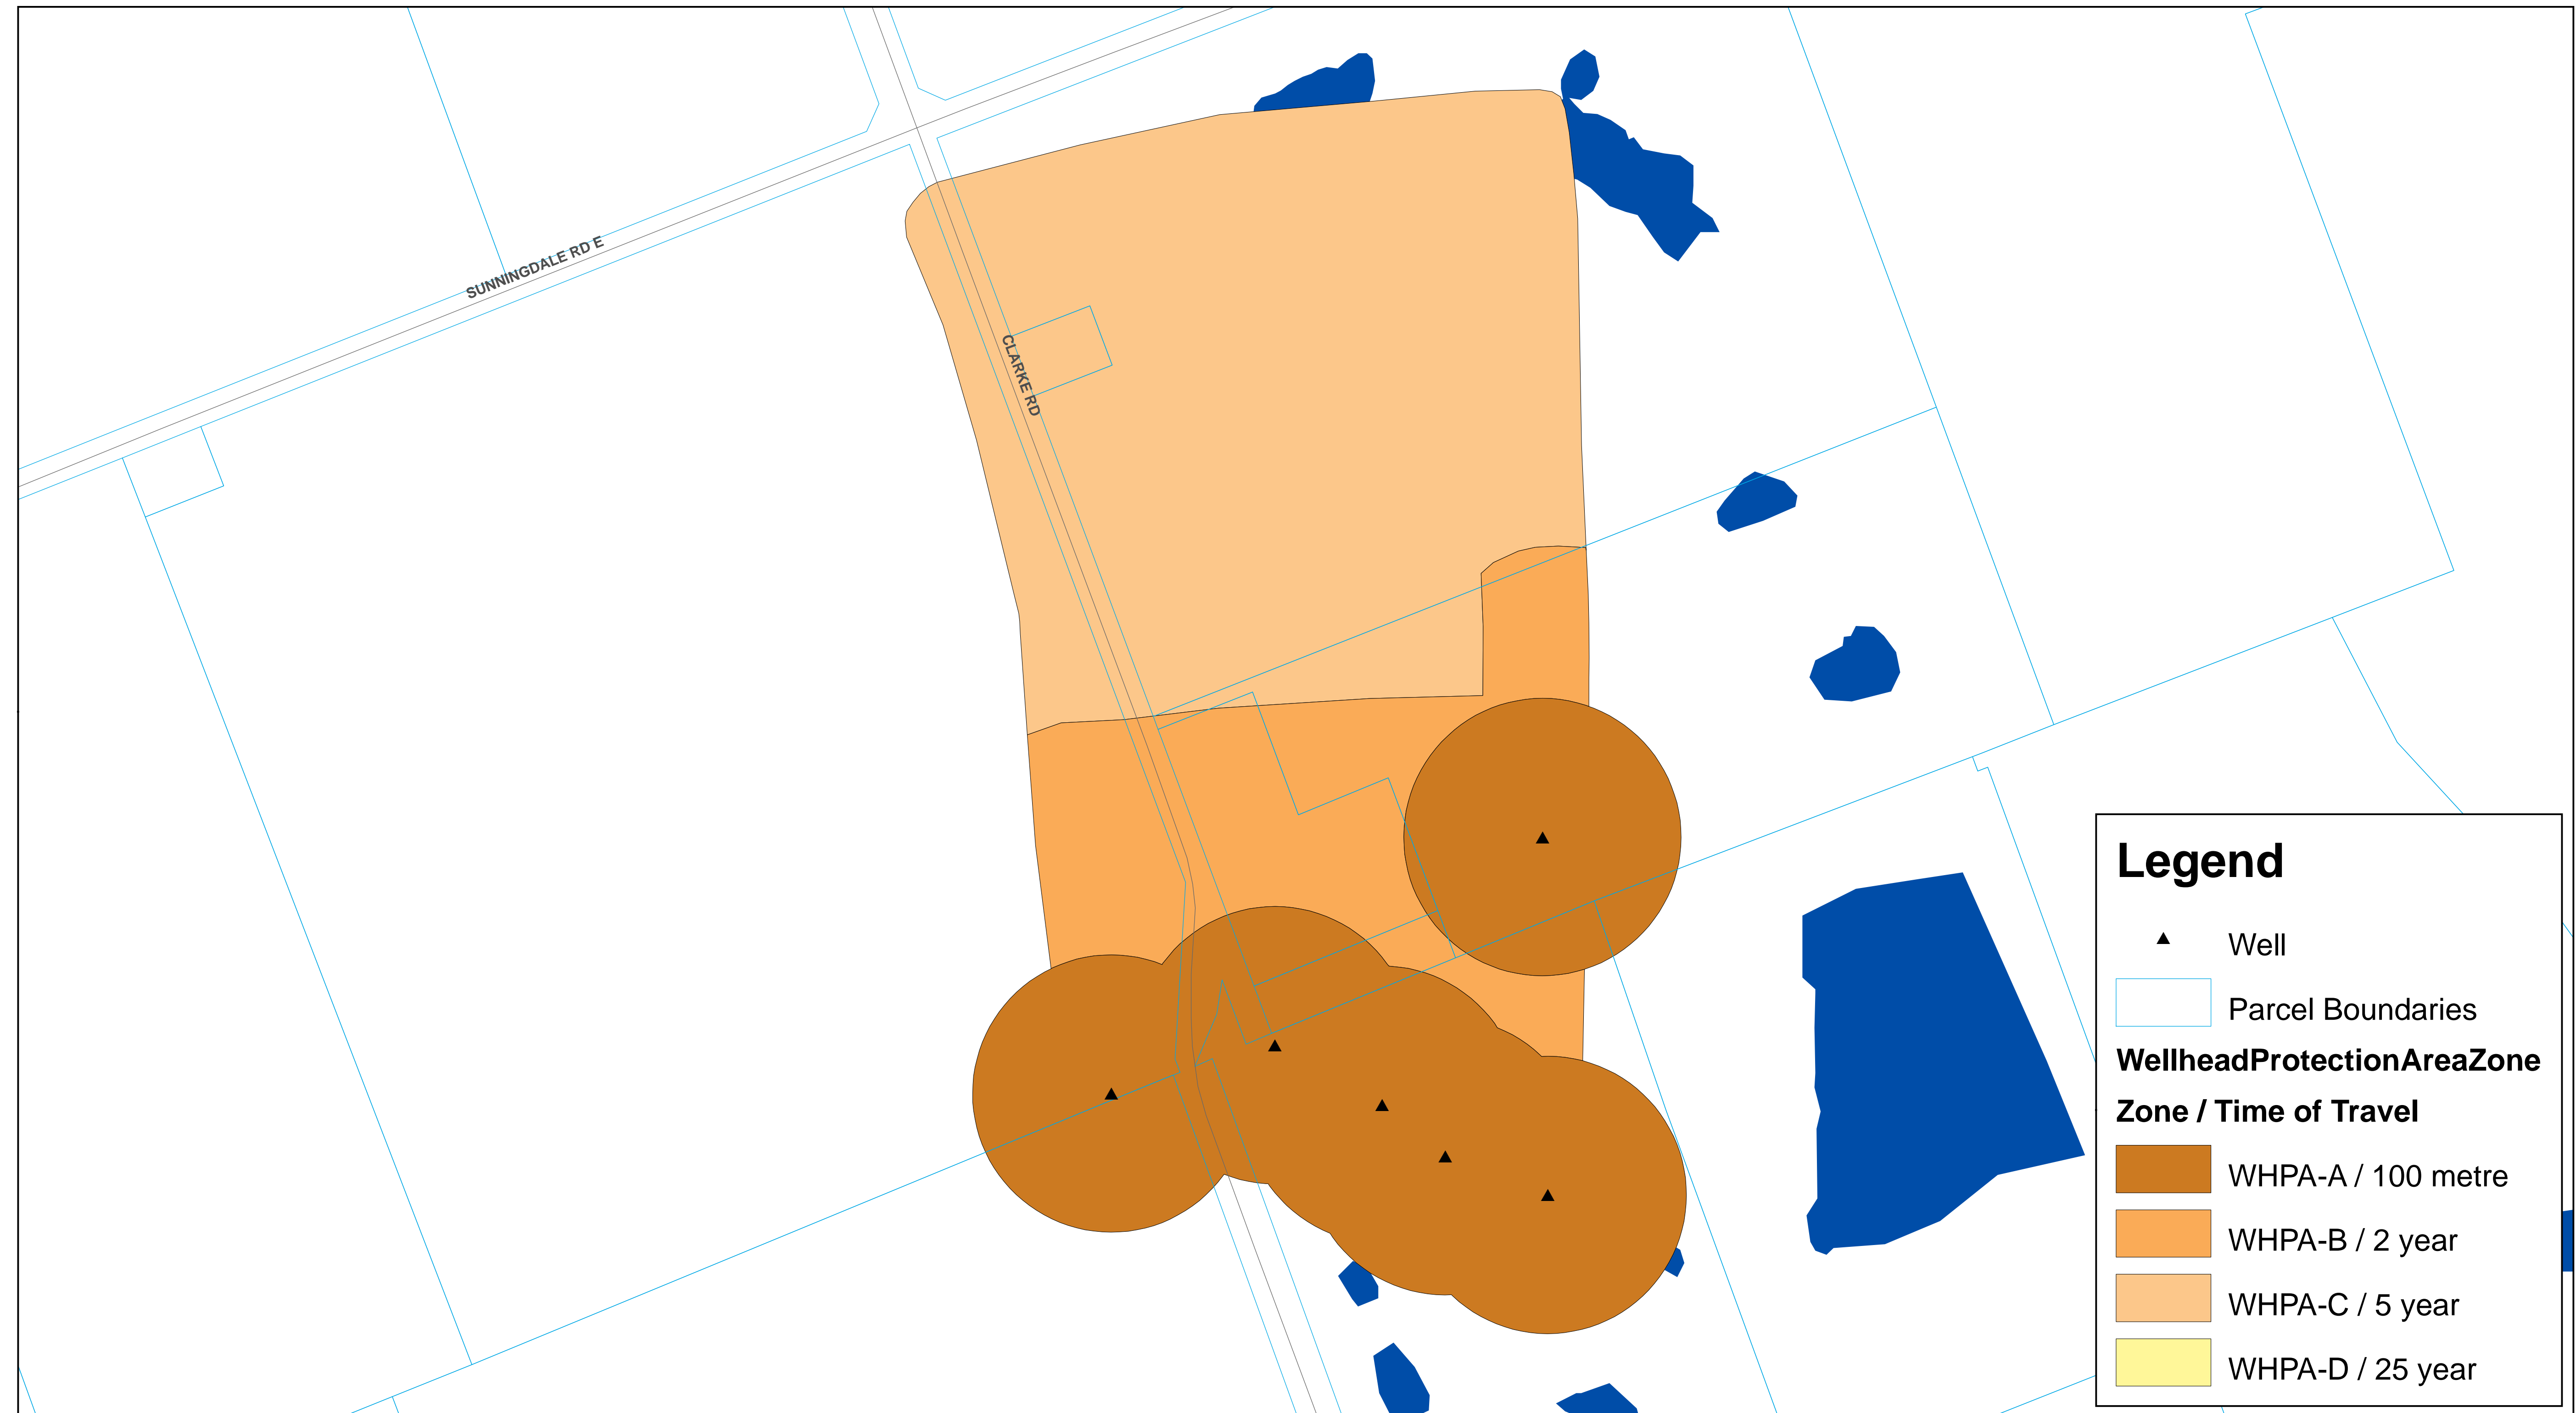 SUNNINGDALE RD E
CLARKE RD
Legend
Well
Parcel Boundaries
WellheadProtectionAreaZone
Zone / Time of Travel
WHPA-A / 100 metre
WHPA-B / 2 year
WHPA-C / 5 year
WHPA-D / 25 year